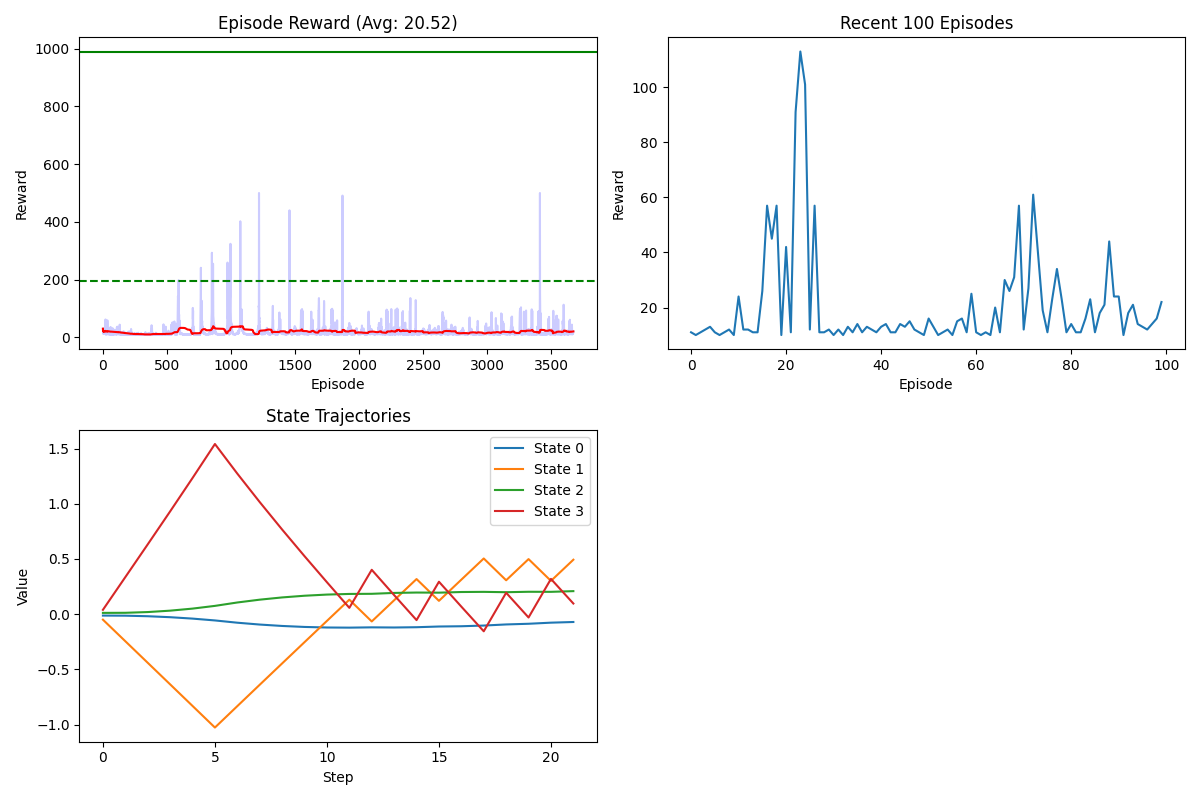 Episode Reward (Avg: 20.52)
1000
800
600
400
200
0
Reward
0 500 1000 1500 2000 2500 3000 3500
Episode
Recent 100 Episodes
100
80
60
40
20
Reward
0 20 40 60 80 100
Episode
State Trajectories
1.5
1.0
0.5
0.0
−0.5
−1.0
Value
State 0
State 1
State 2
State 3
0 5 10 15 20
Step